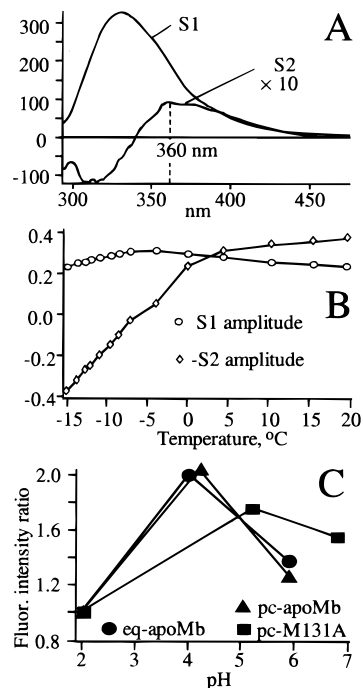 A
300
200
100
0
-100
S1
S2
× 10
360 nm
300 350 400 450
nm
B
0.4
0.2
0.0
-0.2
-0.4
S1 amplitude
-S2 amplitude
-15 -10 -5 0 5 10 15 20
Temperature, °C
C
Fluor. intensity ratio
2.0
1.6
1.2
0.8
pc-apoMb
eq-apoMb
pc-M131A
2 3 4 5 6 7
pH